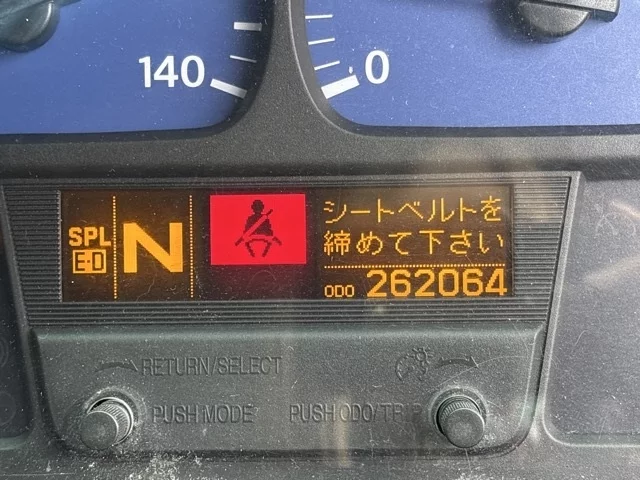 140
0
SPL
E-D
N
シートベルトを
締めて下さい
ODO 262064
RETURN/SELECT
PUSH MODE
PUSH ODO/TRIP